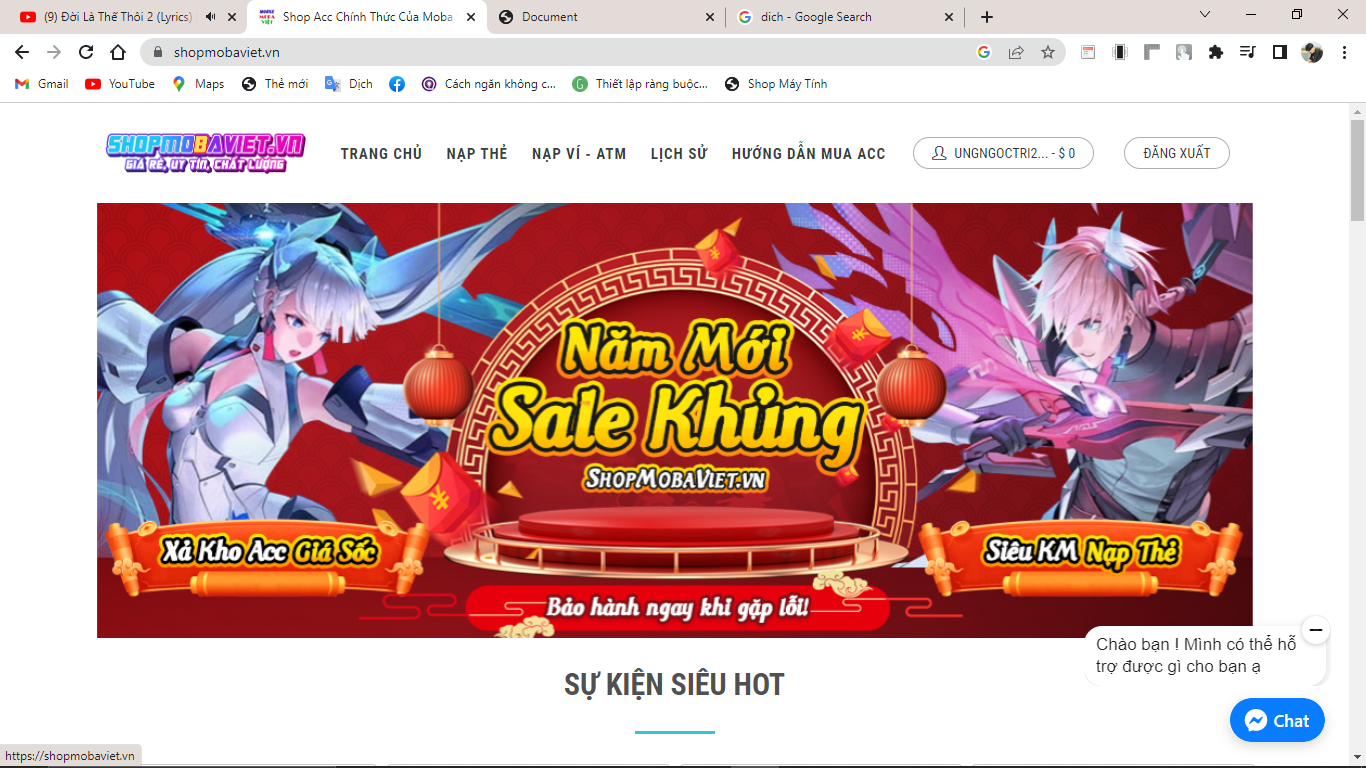 (9) Đời Là Thế Thôi 2 (Lyrics)
Shop Acc Chính Thức Của Moba
Document
dich - Google Search
shopmobaviet.vn
Gmail
YouTube
Maps
Thẻ mới
Dịch
Cách ngăn không c...
Thiết lập ràng buộc...
Shop Máy Tính
SHOPMOBAVIET.VN
GIÁ RẺ, UY TÍN, CHẤT LƯỢNG
TRANG CHỦ
NẠP THẺ
NẠP VÍ - ATM
LỊCH SỬ
HƯỚNG DẪN MUA ACC
UNGNGOCTRI2... - $ 0
ĐĂNG XUẤT
Năm Mới
Sale Khủng
ShopMobaViet.vn
Xả Kho Acc Giá Sốc
Siêu KM Nạp Thẻ
Bảo hành ngay khi gặp lỗi!
SỰ KIỆN SIÊU HOT
Chào bạn ! Mình có thể hỗ
trợ được gì cho bạn ạ
Chat
https://shopmobaviet.vn